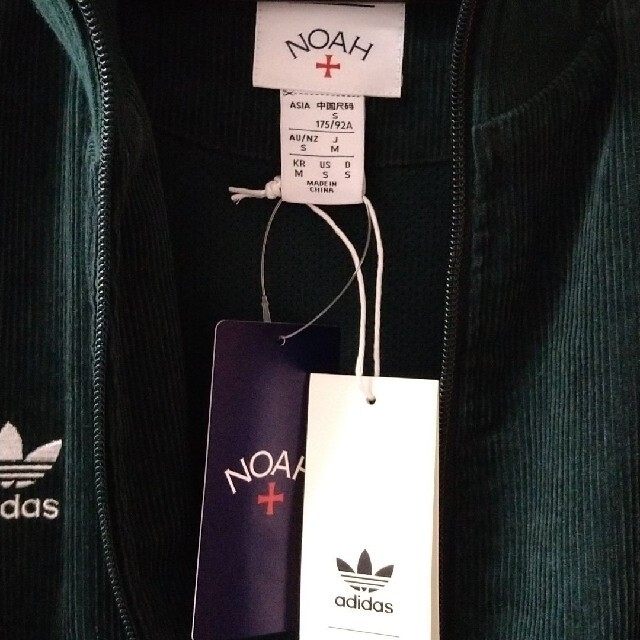 NOAH
ASIA 中国尺码
S
175/92A
AU/NZ J
S M
KR US D
M S S
MADE IN
CHINA
NOAH
adidas
adidas